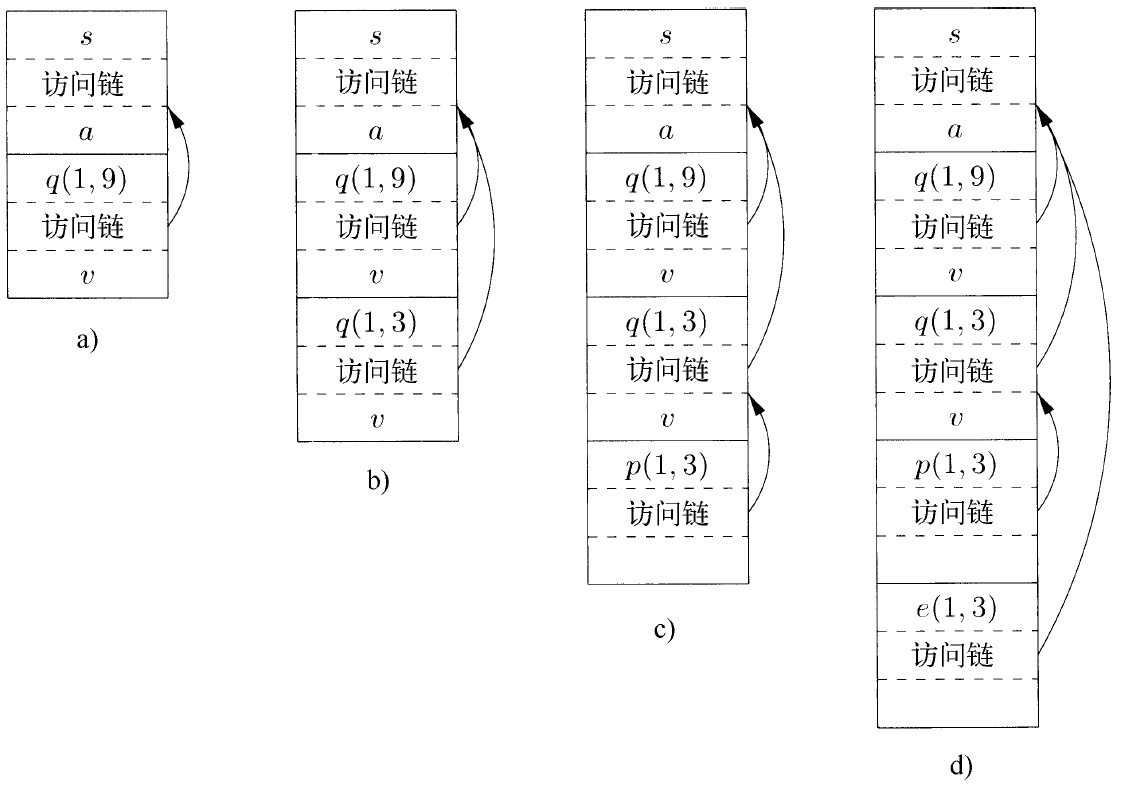 s
访问链
a
q(1, 9)
访问链
v
a)
s
访问链
a
q(1, 9)
访问链
v
q(1, 3)
访问链
v
b)
s
访问链
a
q(1, 9)
访问链
v
q(1, 3)
访问链
v
p(1, 3)
访问链
c)
s
访问链
a
q(1, 9)
访问链
v
q(1, 3)
访问链
v
p(1, 3)
访问链
e(1, 3)
访问链
d)